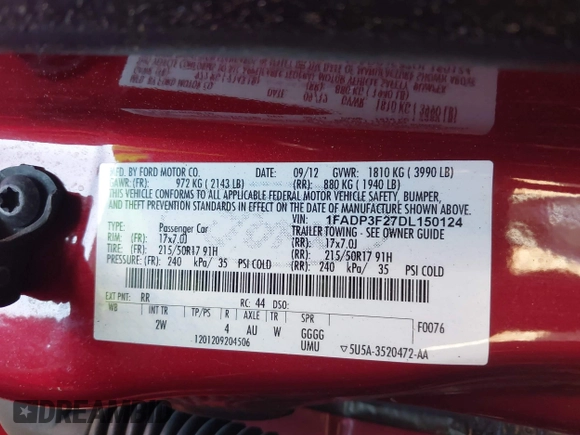 MFD. BY FORD MOTOR CO. DATE: 09/12 GVWR: 1810 KG ( 3990 LB)
GAWR: (FR): 972 KG ( 2143 LB) (RR): 880 KG ( 1940 LB)
THIS VEHICLE CONFORMS TO ALL APPLICABLE FEDERAL MOTOR VEHICLE SAFETY, BUMPER,
AND THEFT PREVENTION STANDARDS IN EFFECT ON THE DATE OF MANUFACTURE SHOWN ABOVE.
VIN: 1FADP3F27DL150124
TYPE: Passenger Car TRAILER TOWING - SEE OWNER GUIDE
RIM: (FR): 17x7.0J (RR): 17x7.0J
TIRE: (FR): 215/50R17 91H (RR): 215/50R17 91H
PRESSURE: (FR): 240 kPa/ 35 PSI COLD (RR): 240 kPa/ 35 PSI COLD
EXT PNT: RR RC: 44 DSO:
WB INT TR TP/PS R AXLE TR SPR F0076
2W 4 AU W GGGG
UMU
1201209204506 ▽5U5A-3520472-AA
DREAMBID